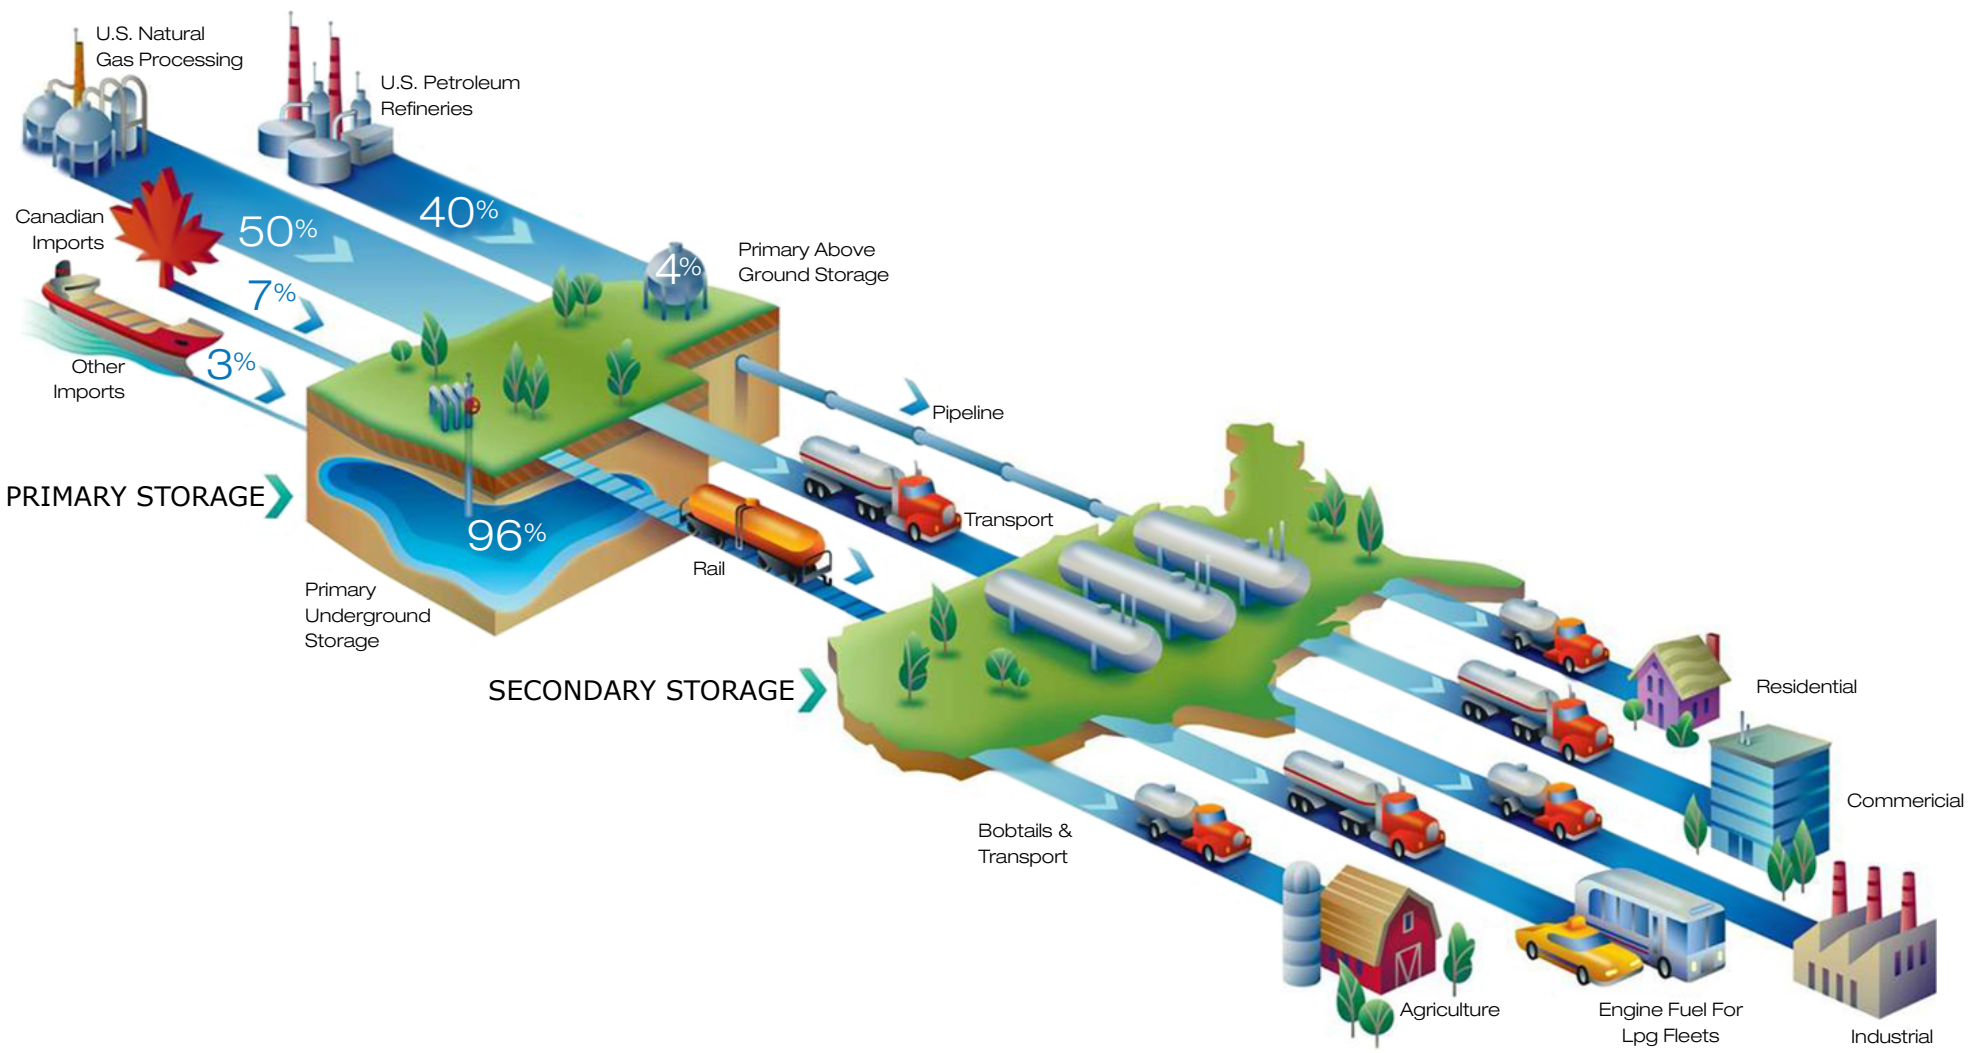 U.S. Natural
Gas Processing
U.S. Petroleum
Refineries
Canadian
Imports
50%
40%
7%
4%
Primary Above
Ground Storage
Other
Imports
3%
Pipeline
PRIMARY STORAGE
96%
Transport
Rail
Primary
Underground
Storage
SECONDARY STORAGE
Residential
Commericial
Bobtails &
Transport
Agriculture
Engine Fuel For
Lpg Fleets
Industrial